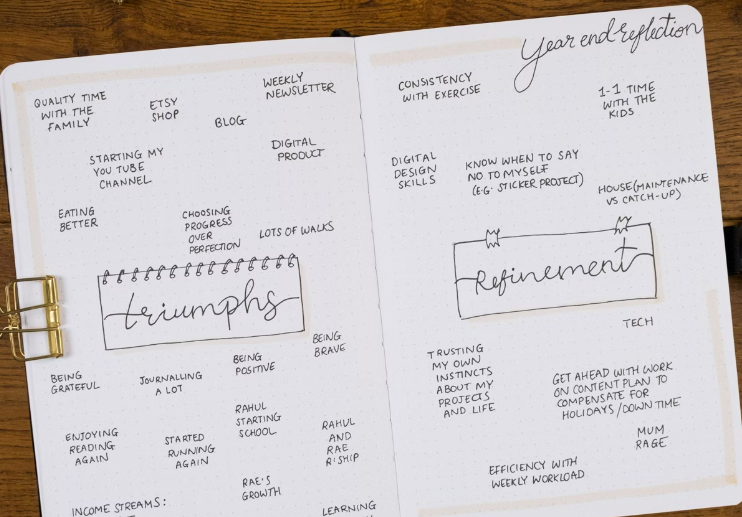 Year end reflection
QUALITY TIME
WITH THE
FAMILY
ETSY
SHOP
WEEKLY
NEWSLETTER
BLOG
STARTING MY
YOU TUBE
CHANNEL
DIGITAL
PRODUCT
EATING
BETTER
CHOOSING
PROGRESS
OVER
PERFECTION
LOTS OF WALKS
triumphs
BEING
GRATEFUL
JOURNALLING
A LOT
BEING
POSITIVE
BEING
BRAVE
ENJOYING
READING
AGAIN
STARTED
RUNNING
AGAIN
RAHUL
STARTING
SCHOOL
RAHUL
AND
RAE
R'SHIP
RAE'S
GROWTH
INCOME STREAMS:
LEARNING
CONSISTENCY
WITH EXERCISE
1-1 TIME
WITH THE
KIDS
DIGITAL
DESIGN
SKILLS
KNOW WHEN TO SAY
NO TO MYSELF
(E.G. STICKER PROJECT)
HOUSE (MAINTENANCE
VS CATCH-UP)
Refinement
TECH
TRUSTING
MY OWN
INSTINCTS
ABOUT MY
PROJECTS
AND LIFE
GET AHEAD WITH WORK
ON CONTENT PLAN TO
COMPENSATE FOR
HOLIDAYS / DOWN TIME
MUM
RAGE
EFFICIENCY WITH
WEEKLY WORKLOAD